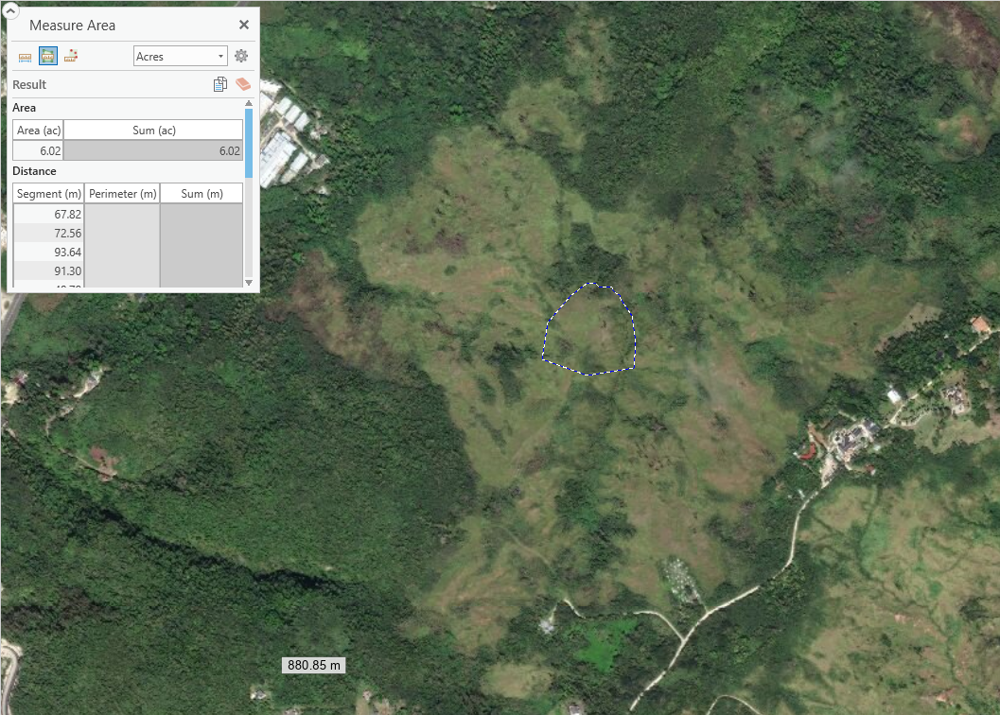 Measure Area
Acres
Result
Area
Area (ac) Sum (ac)
6.02 6.02
Distance
Segment (m) Perimeter (m) Sum (m)
67.82
72.56
93.64
91.30
880.85 m